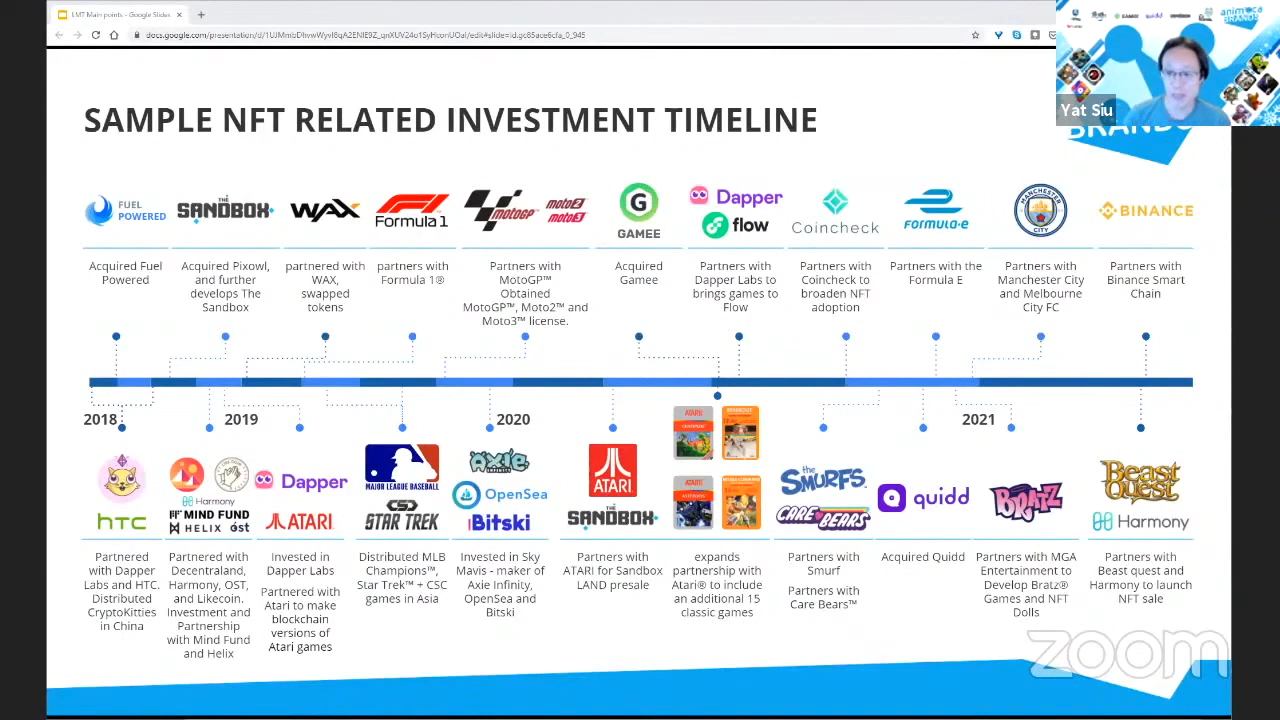 LMT Main points - Google Slides
SAMPLE NFT RELATED INVESTMENT TIMELINE
Yat Siu
animoca
BRANDS
BRANDS
FUEL
POWERED
THE
SANDBOX
WAX
Formula 1
MotoGP
moto2
moto3
G
GAMEE
Dapper
flow
Coincheck
FORMULA-E
MANCHESTER
CITY
BINANCE
Acquired Fuel
Powered
Acquired Pixowl,
and further
develops The
Sandbox
partnered with
WAX,
swapped
tokens
partners with
Formula 1®
Partners with
MotoGP™
Obtained
MotoGP™, Moto2™ and
Moto3™ license.
Acquired
Gamee
Partners with
Dapper Labs to
brings games to
Flow
Partners with
Coincheck to
broaden NFT
adoption
Partners with the
Formula E
Partners with
Manchester City
and Melbourne
City FC
Partners with
Binance Smart
Chain
2018
2019
2020
2021
htc
Harmony
MIND FUND
HELIX
ost
Dapper
ATARI
MAJOR LEAGUE BASEBALL
CSC
STAR TREK
AXIE
OpenSea
Bitski
ATARI
THE
SANDBOX
ATARI
ATARI
the
SMURFS
CARE BEARS
quidd
BRATZ
Beast
Quest
Harmony
Partnered
with Dapper
Labs and HTC.
Distributed
CryptoKitties
in China
Partnered with
Decentraland,
Harmony, OST,
and Likecoin.
Investment and
Partnership
with Mind Fund
and Helix
Invested in
Dapper Labs
Partnered with
Atari to make
blockchain
versions of
Atari games
Distributed MLB
Champions™,
Star Trek™ + CSC
games in Asia
Invested in Sky
Mavis - maker of
Axie Infinity,
OpenSea and
Bitski
Partners with
ATARI for Sandbox
LAND presale
expands
partnership with
Atari® to include
an additional 15
classic games
Partners with
Smurf
Partners with
Care Bears™
Acquired Quidd
Partners with MGA
Entertainment to
Develop Bratz®
Games and NFT
Dolls
Partners with
Beast quest and
Harmony to launch
NFT sale
zoom